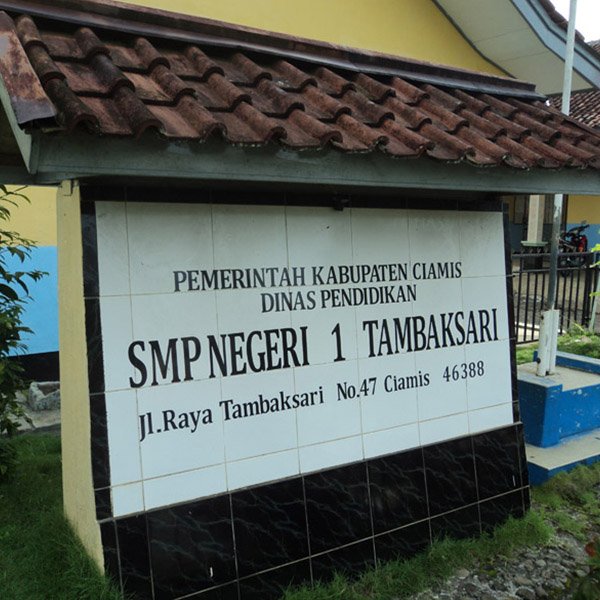 PEMERINTAH KABUPATEN CIAMIS
DINAS PENDIDIKAN
SMP NEGERI 1 TAMBAKSARI
Jl.Raya Tambaksari No.47 Ciamis 46388